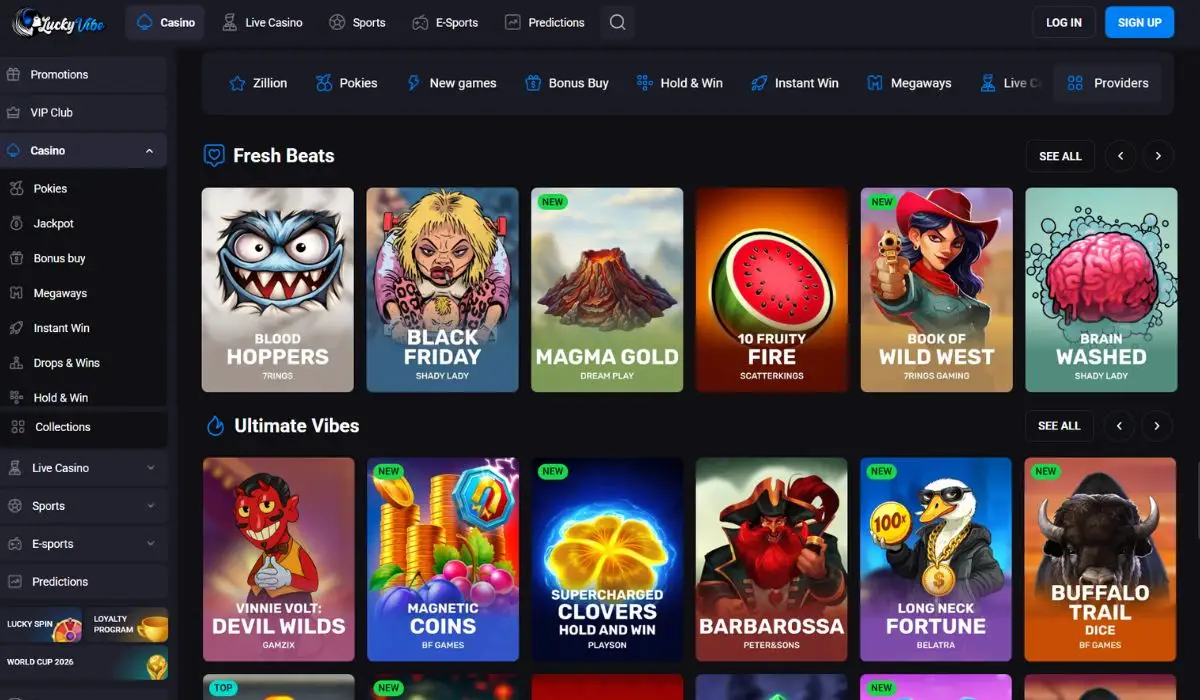 LuckyVibe
Casino
Live Casino
Sports
E-Sports
Predictions
LOG IN
SIGN UP
Promotions
VIP Club
Casino
Pokies
Jackpot
Bonus buy
Megaways
Instant Win
Drops & Wins
Hold & Win
Collections
Live Casino
Sports
E-sports
Predictions
LUCKY SPIN
LOYALTY
PROGRAM
WORLD CUP 2026
Zillion
Pokies
New games
Bonus Buy
Hold & Win
Instant Win
Megaways
Live C
Providers
Fresh Beats
SEE ALL
BLOOD
HOPPERS
7RINGS
BLACK
FRIDAY
SHADY LADY
NEW
MAGMA GOLD
DREAM PLAY
10 FRUITY
FIRE
SCATTERKINGS
NEW
BOOK OF
WILD WEST
7RINGS GAMING
BRAIN
WASHED
SHADY LADY
Ultimate Vibes
SEE ALL
VINNIE VOLT:
DEVIL WILDS
GAMZIX
NEW
MAGNETIC
COINS
BF GAMES
NEW
SUPERCHARGED
CLOVERS
HOLD AND WIN
PLAYSON
BARBAROSSA
PETER&SONS
NEW
100x
$
LONG NECK
FORTUNE
BELATRA
NEW
BUFFALO
TRAIL
DICE
BF GAMES
TOP
NEW
NEW